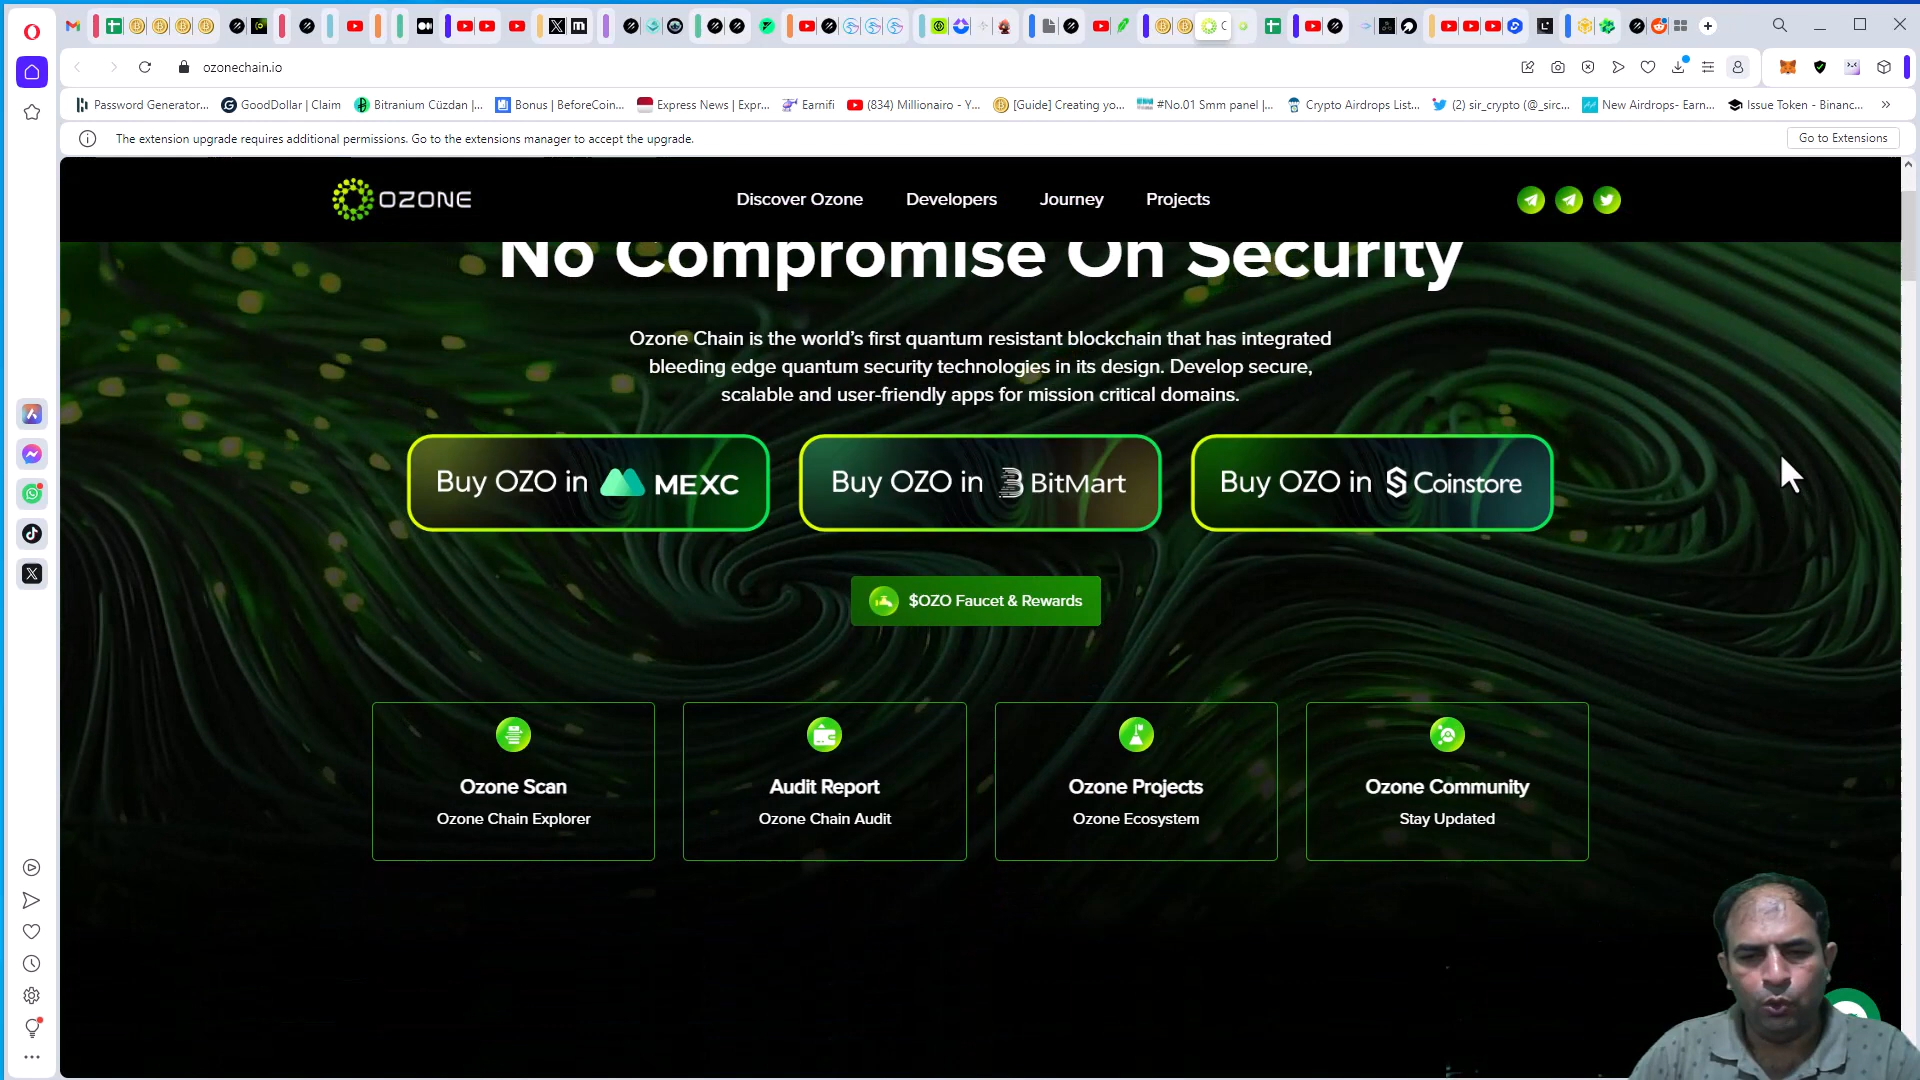 ozonechain.io
Password Generator...
GoodDollar | Claim
Bitranium Cüzdan |...
Bonus | BeforeCoin...
Express News | Expr...
Earnifi
(834) Millionairo - Y...
[Guide] Creating yo...
#No.01 Smm panel |...
Crypto Airdrops List...
(2) sir_crypto (@_sirc...
New Airdrops- Earn...
Issue Token - Binanc...
The extension upgrade requires additional permissions. Go to the extensions manager to accept the upgrade.
Go to Extensions
OZONE
Discover Ozone
Developers
Journey
Projects
No Compromise On Security
Ozone Chain is the world's first quantum resistant blockchain that has integrated
bleeding edge quantum security technologies in its design. Develop secure,
scalable and user-friendly apps for mission critical domains.
Buy OZO in MEXC
Buy OZO in BitMart
Buy OZO in Coinstore
$OZO Faucet & Rewards
Ozone Scan
Ozone Chain Explorer
Audit Report
Ozone Chain Audit
Ozone Projects
Ozone Ecosystem
Ozone Community
Stay Updated